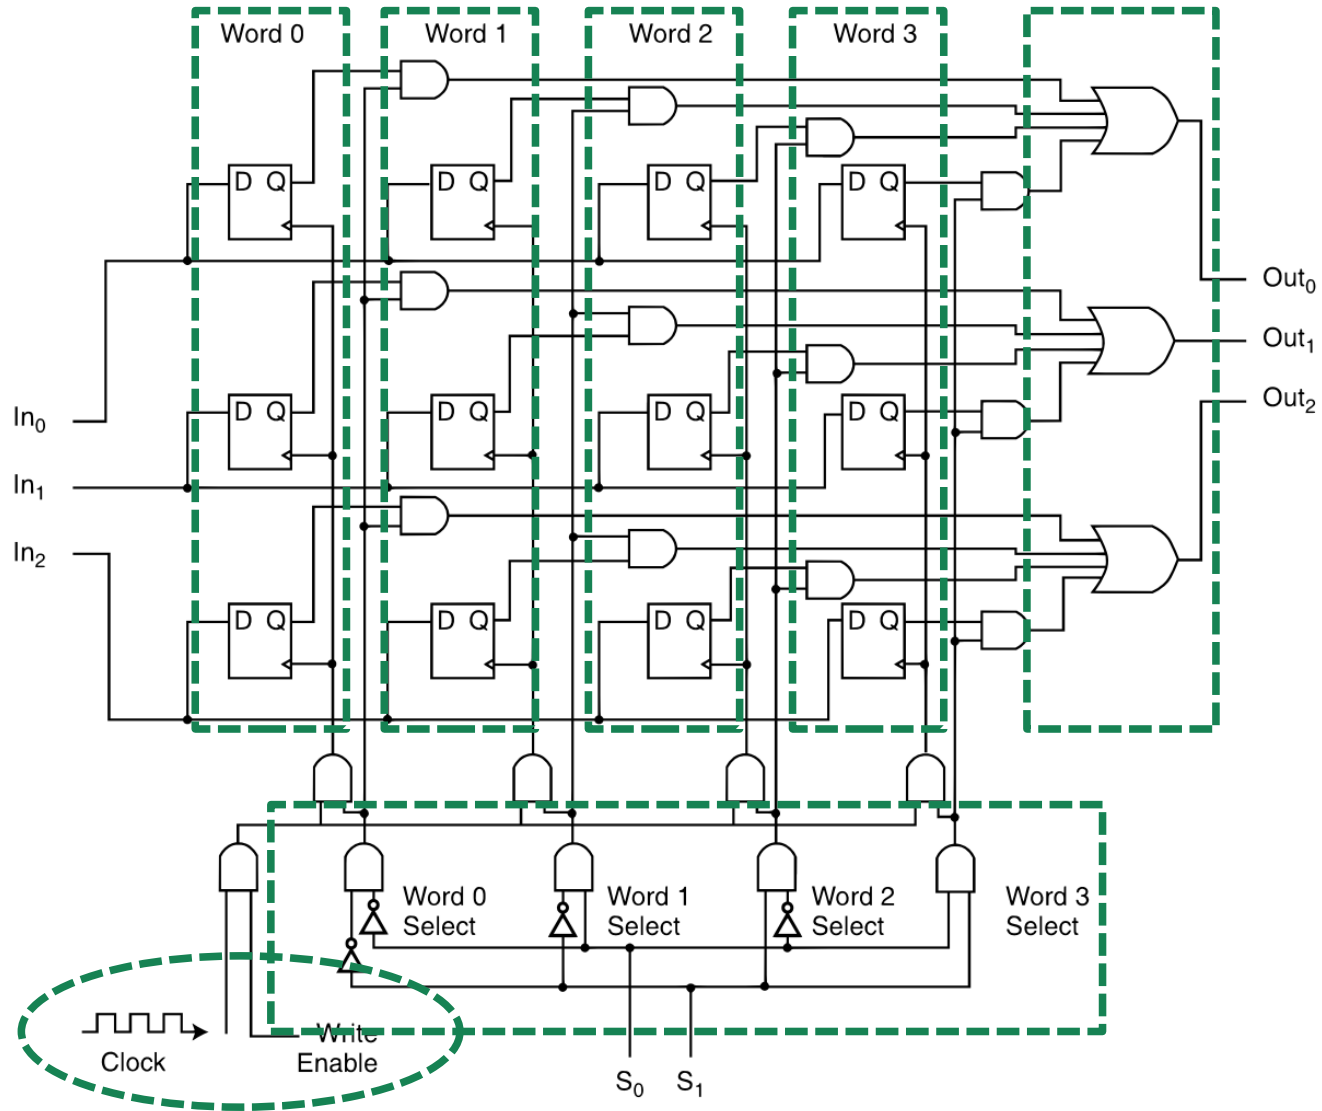 Word 0 Word 1 Word 2 Word 3
D Q D Q D Q D Q
Out0
Out1
Out2
D Q D Q D Q D Q
In0
In1
In2
D Q D Q D Q D Q
Word 0 Word 1 Word 2 Word 3
Select Select Select Select
Write
Clock Enable
S0 S1